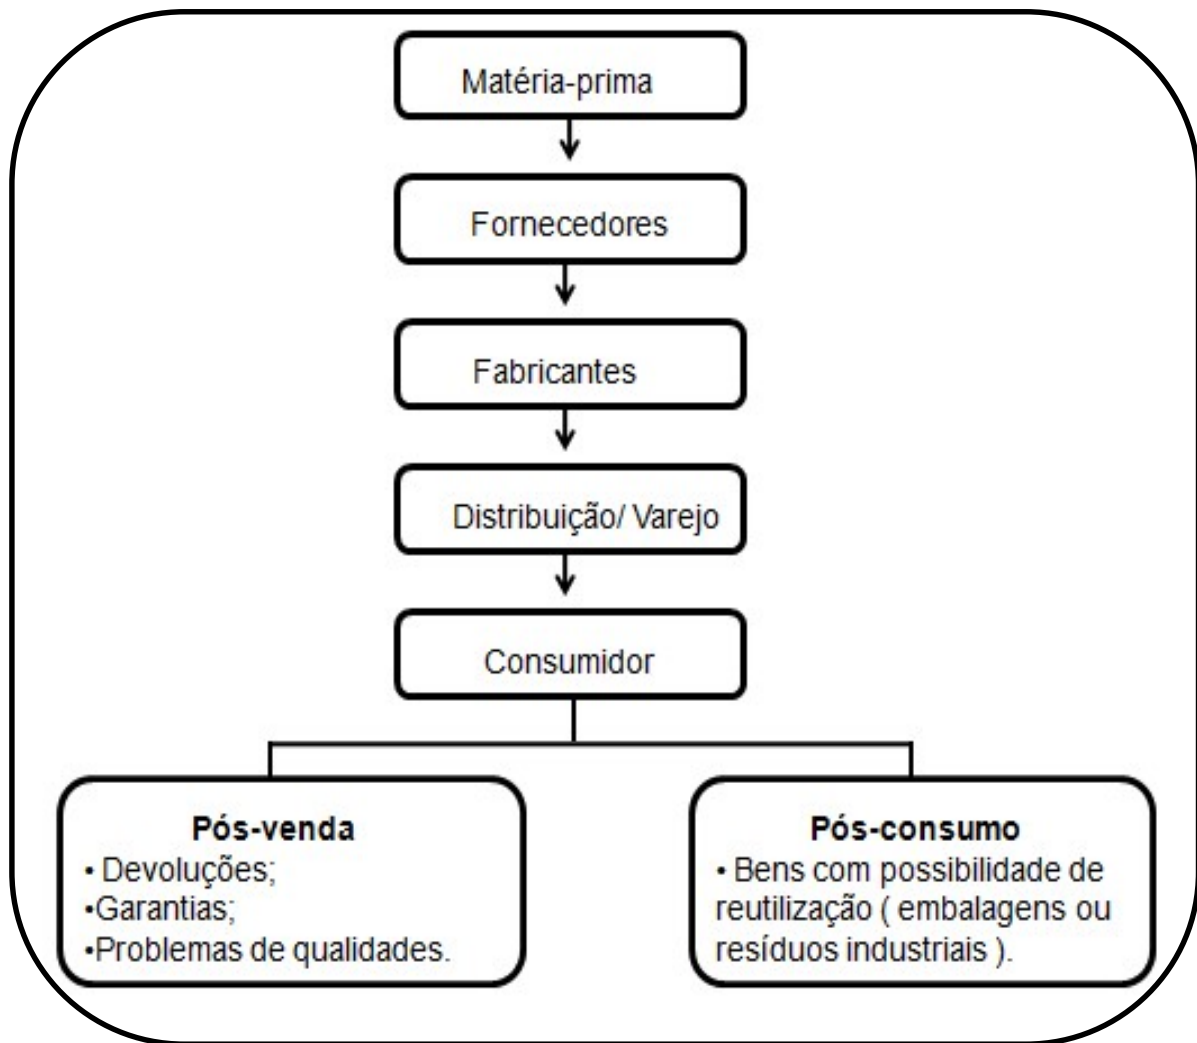 Matéria-prima
Fornecedores
Fabricantes
Distribuição/ Varejo
Consumidor
Pós-venda
• Devoluções;
•Garantias;
•Problemas de qualidades.
Pós-consumo
• Bens com possibilidade de
reutilização ( embalagens ou
resíduos industriais ).